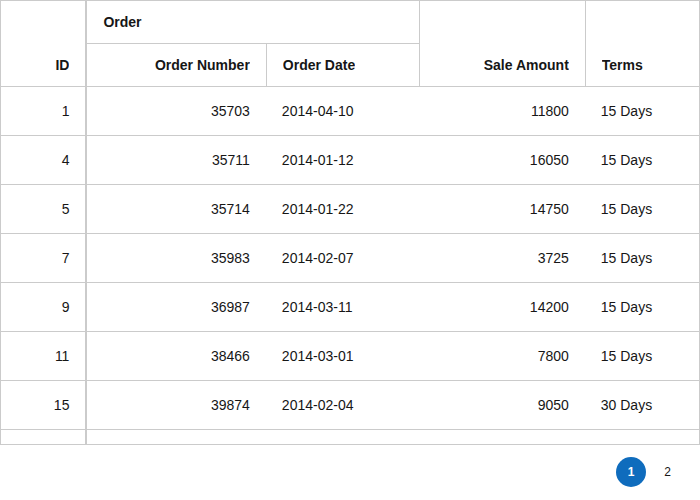 Order
ID Order Number Order Date Sale Amount Terms
1 35703 2014-04-10 11800 15 Days
4 35711 2014-01-12 16050 15 Days
5 35714 2014-01-22 14750 15 Days
7 35983 2014-02-07 3725 15 Days
9 36987 2014-03-11 14200 15 Days
11 38466 2014-03-01 7800 15 Days
15 39874 2014-02-04 9050 30 Days
1 2